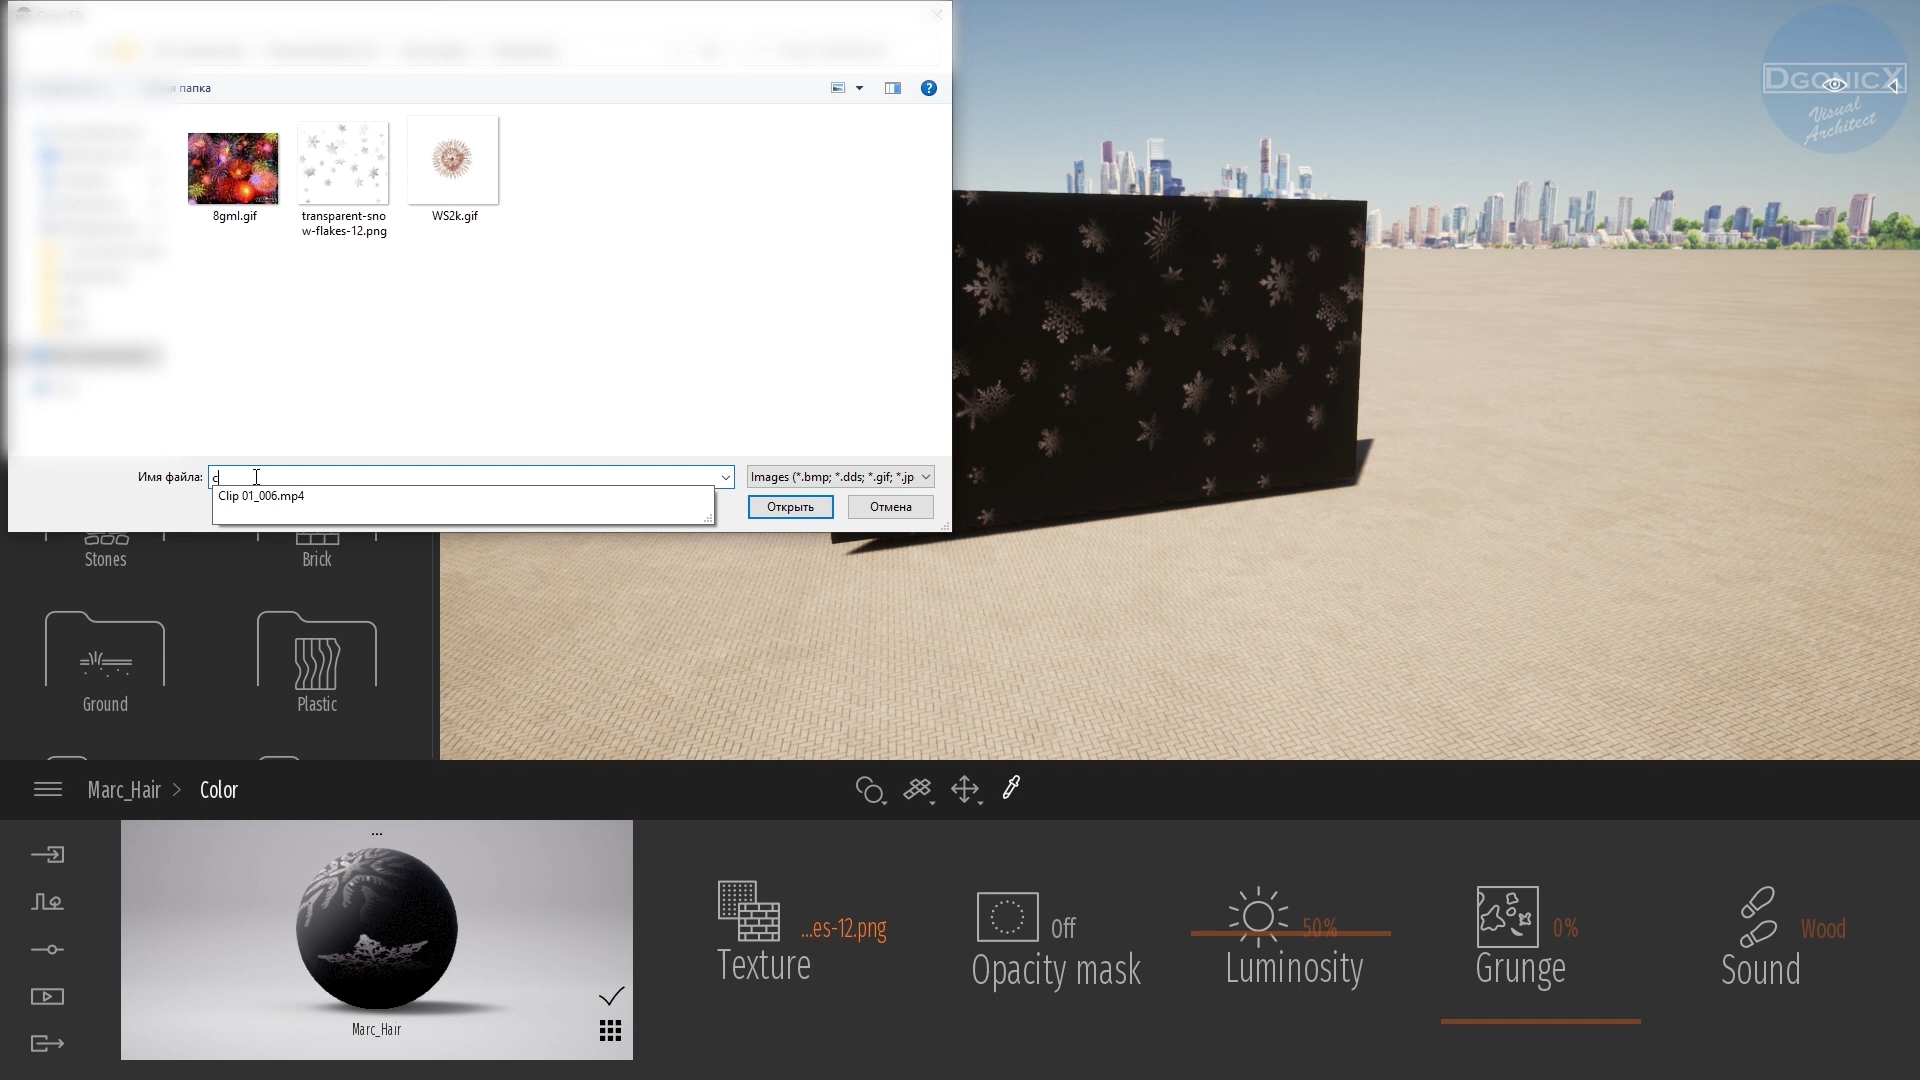 папка
8gml.gif
transparent-sno
w-flakes-12.png
WS2k.gif
Имя файла:
c
Images (*.bmp; *.dds; *.gif; *.jp
Clip 01_006.mp4
Открыть
Отмена
DGONICX
Visual
Architect
Stones
Brick
Ground
Plastic
Marc_Hair > Color
...
Marc_Hair
...es-12.png
Texture
Off
Opacity mask
50%
Luminosity
0%
Grunge
Wood
Sound